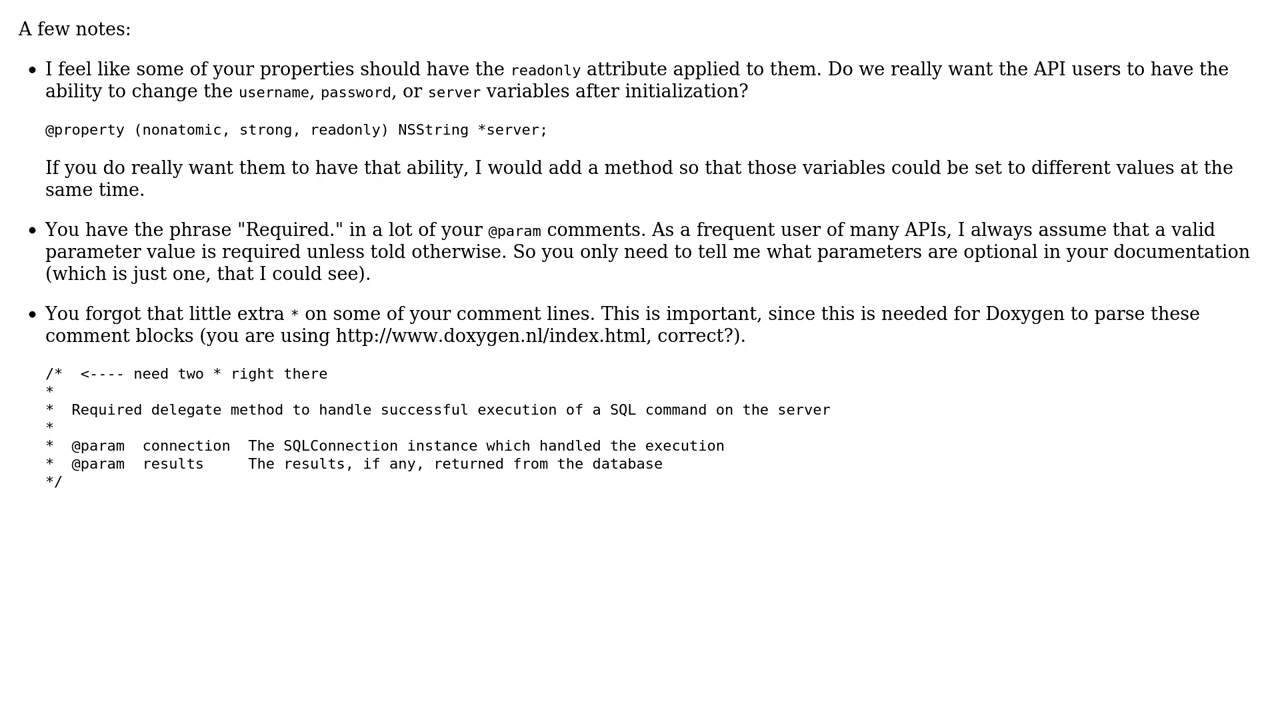 A few notes:
• I feel like some of your properties should have the readonly attribute applied to them. Do we really want the API users to have the
ability to change the username, password, or server variables after initialization?
@property (nonatomic, strong, readonly) NSString *server;
If you do really want them to have that ability, I would add a method so that those variables could be set to different values at the
same time.
• You have the phrase "Required." in a lot of your @param comments. As a frequent user of many APIs, I always assume that a valid
parameter value is required unless told otherwise. So you only need to tell me what parameters are optional in your documentation
(which is just one, that I could see).
• You forgot that little extra * on some of your comment lines. This is important, since this is needed for Doxygen to parse these
comment blocks (you are using http://www.doxygen.nl/index.html, correct?).
/*  <---- need two * right there
*
*  Required delegate method to handle successful execution of a SQL command on the server
*
*  @param  connection  The SQLConnection instance which handled the execution
*  @param  results     The results, if any, returned from the database
*/